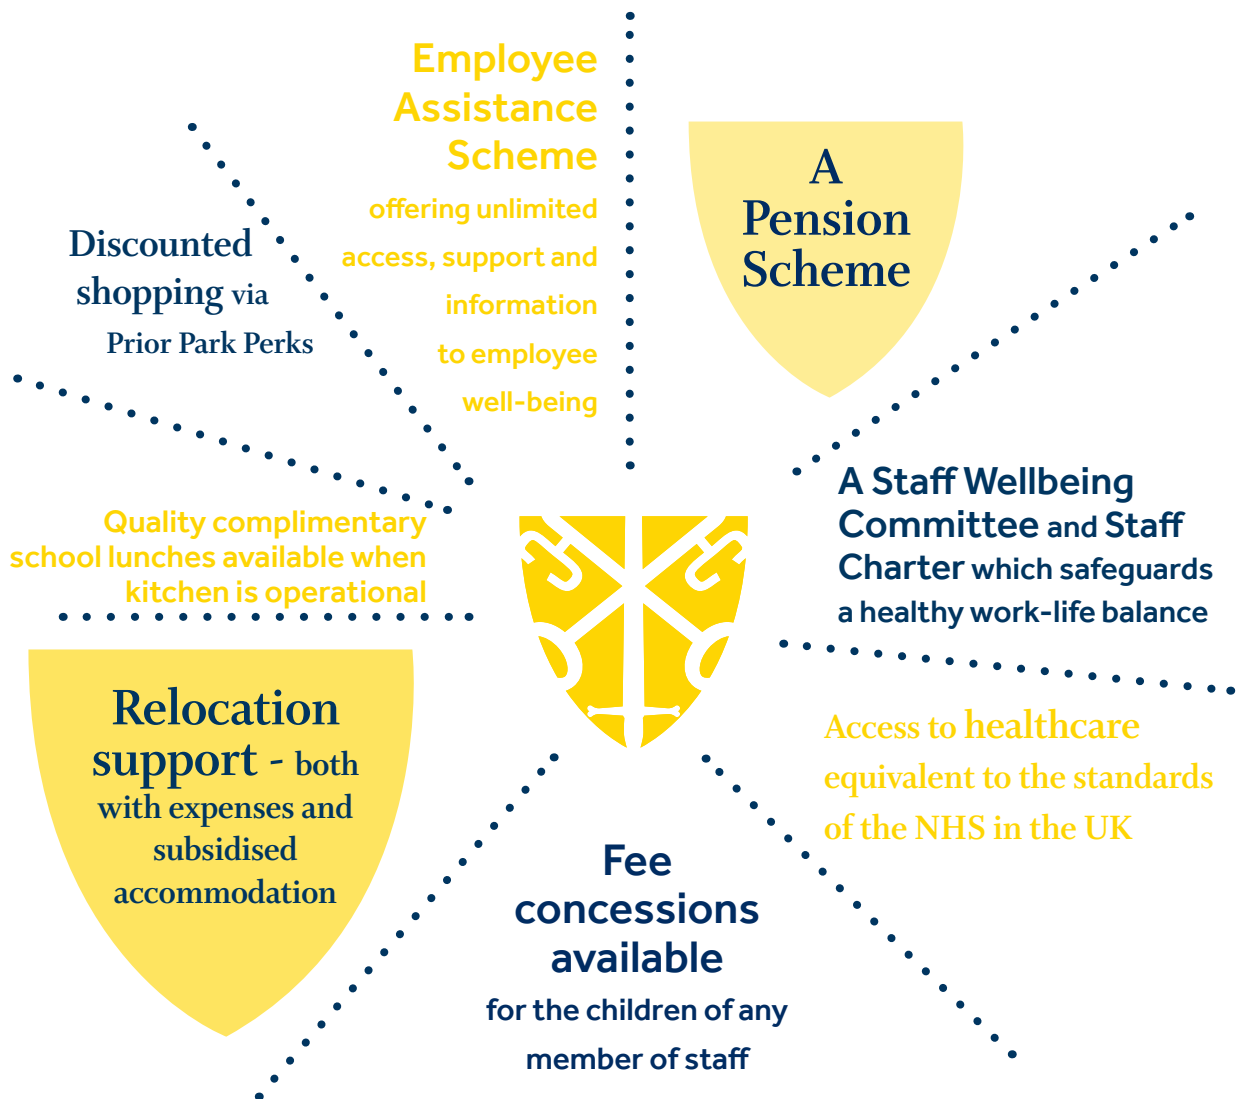 Employee
Assistance
Scheme
offering unlimited
access, support and
information
to employee
well-being
A
Pension
Scheme
Discounted
shopping via
Prior Park Perks
A Staff Wellbeing
Committee and Staff
Charter which safeguards
a healthy work-life balance
Quality complimentary
school lunches available when
kitchen is operational
Relocation
support - both
with expenses and
subsidised
accommodation
Access to healthcare
equivalent to the standards
of the NHS in the UK
Fee
concessions
available
for the children of any
member of staff